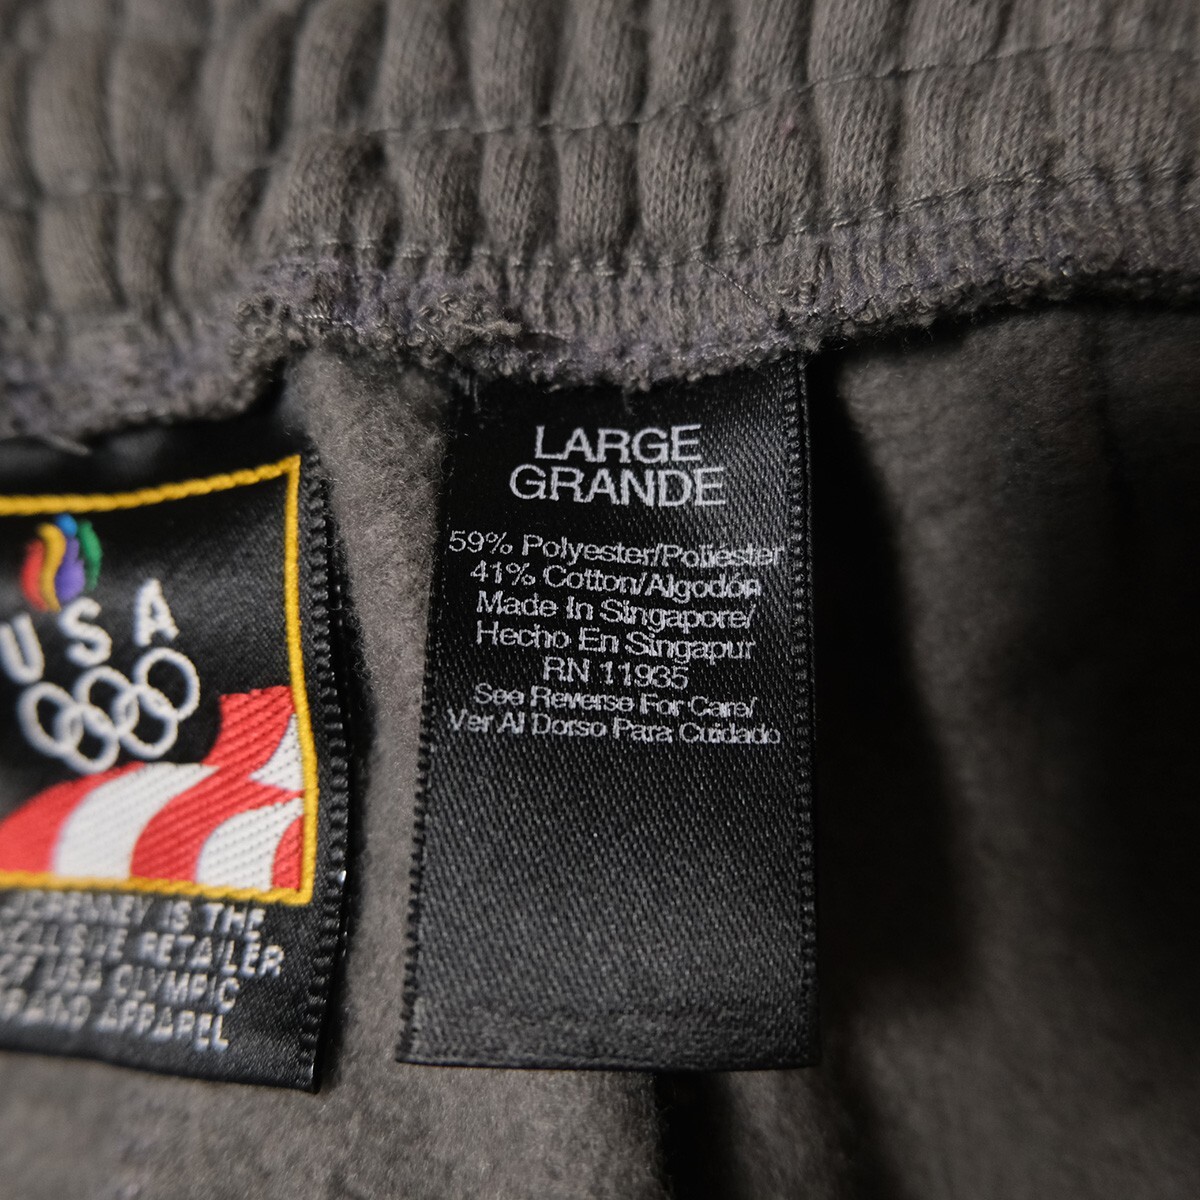 USA
JCPENNEY IS THE
EXCLUSIVE RETAILER
OF USA OLYMPIC
BRAND APPAREL
LARGE
GRANDE
59% Polyester/Poliéster
41% Cotton/Algodón
Made In Singapore/
Hecho En Singapur
RN 11935
See Reverse For Care/
Ver Al Dorso Para Cuidado